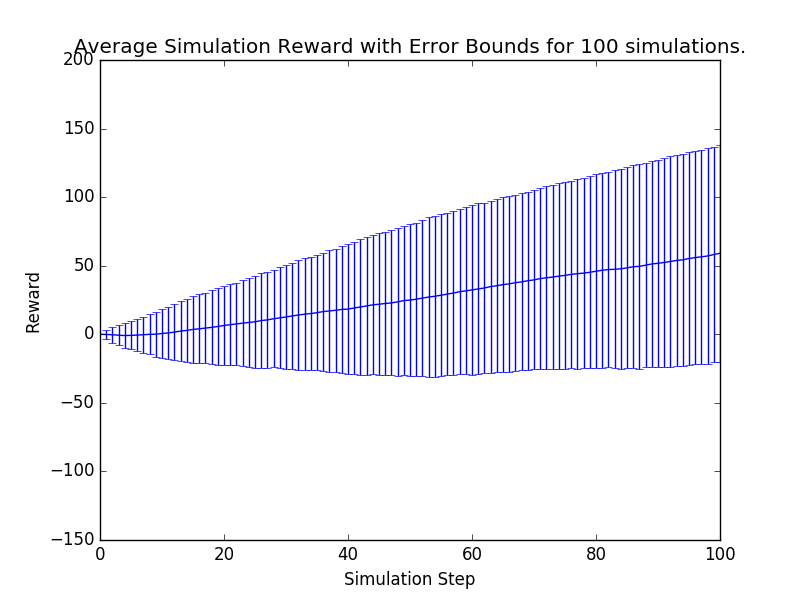 Average Simulation Reward with Error Bounds for 100 simulations.
200
150
100
50
0
−50
−100
−150
Reward
0 20 40 60 80 100
Simulation Step